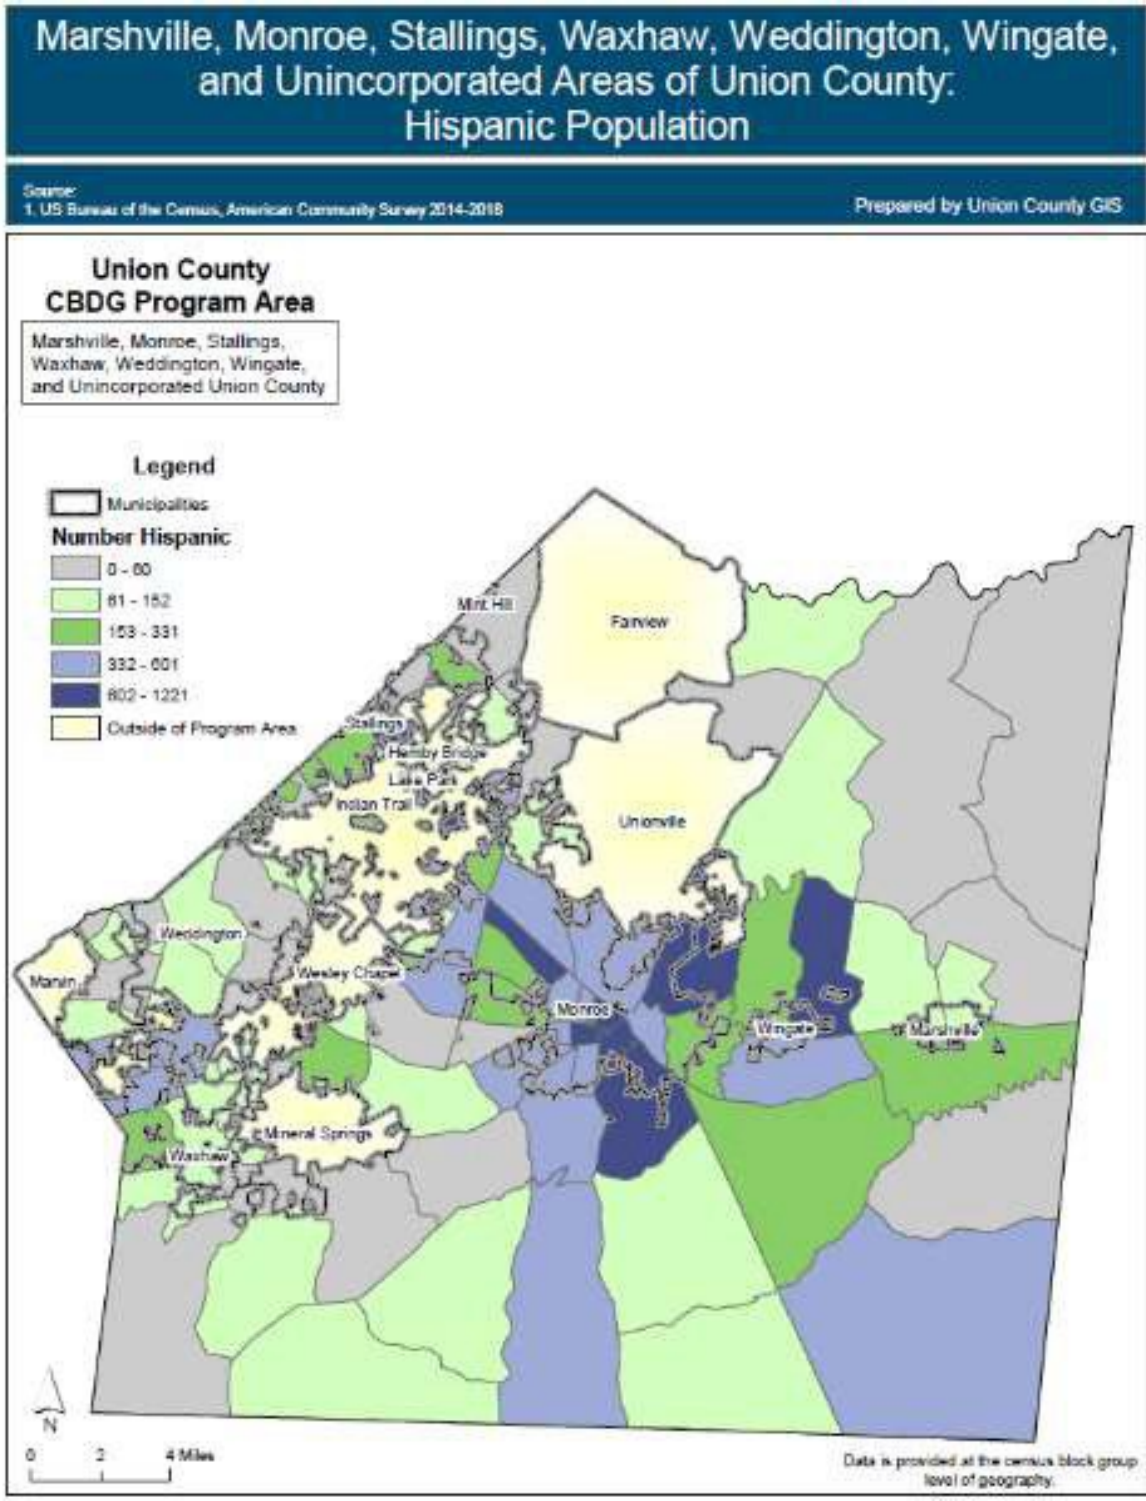 Marshville, Monroe, Stallings, Waxhaw, Weddington, Wingate,
and Unincorporated Areas of Union County:
Hispanic Population
Source:
1. US Bureau of the Census, American Community Survey 2014-2018
Prepared by Union County GIS
Union County
CBDG Program Area
Marshville, Monroe, Stallings,
Waxhaw, Weddington, Wingate,
and Unincorporated Union County
Legend
Municipalities
Number Hispanic
0 - 60
61 - 152
153 - 331
332 - 601
602 - 1221
Outside of Program Area
Mint Hill
Fairview
Stallings
Hemby Bridge
Lake Park
Indian Trail
Unionville
Weddington
Marvin
Wesley Chapel
Monroe
Wingate
Marshville
Mineral Springs
Waxhaw
N
0 2 4 Miles
Data is provided at the census block group
level of geography.